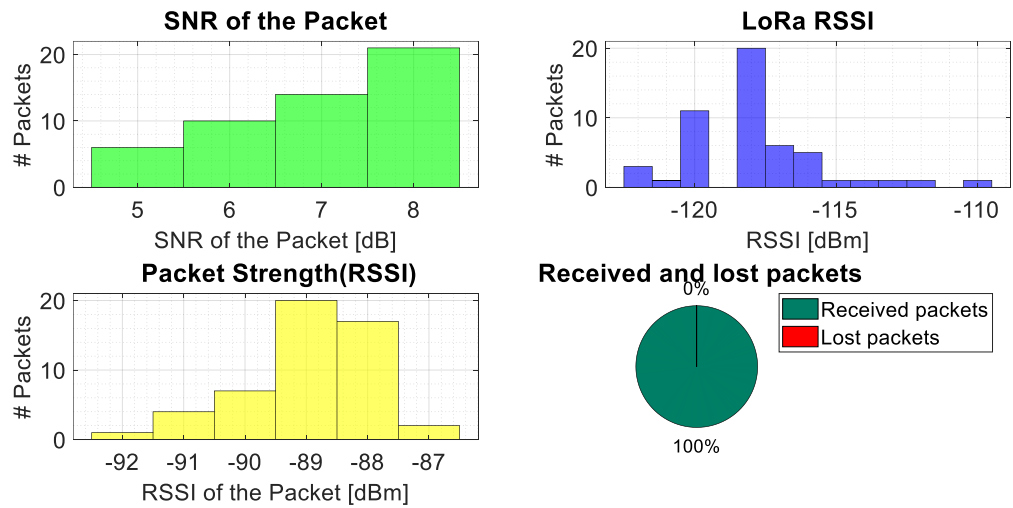 SNR of the Packet
# Packets
20
10
0
5 6 7 8
SNR of the Packet [dB]
LoRa RSSI
# Packets
20
10
0
-120 -115 -110
RSSI [dBm]
Packet Strength(RSSI)
# Packets
20
10
0
-92 -91 -90 -89 -88 -87
RSSI of the Packet [dBm]
Received and lost packets
0%
100%
Received packets
Lost packets